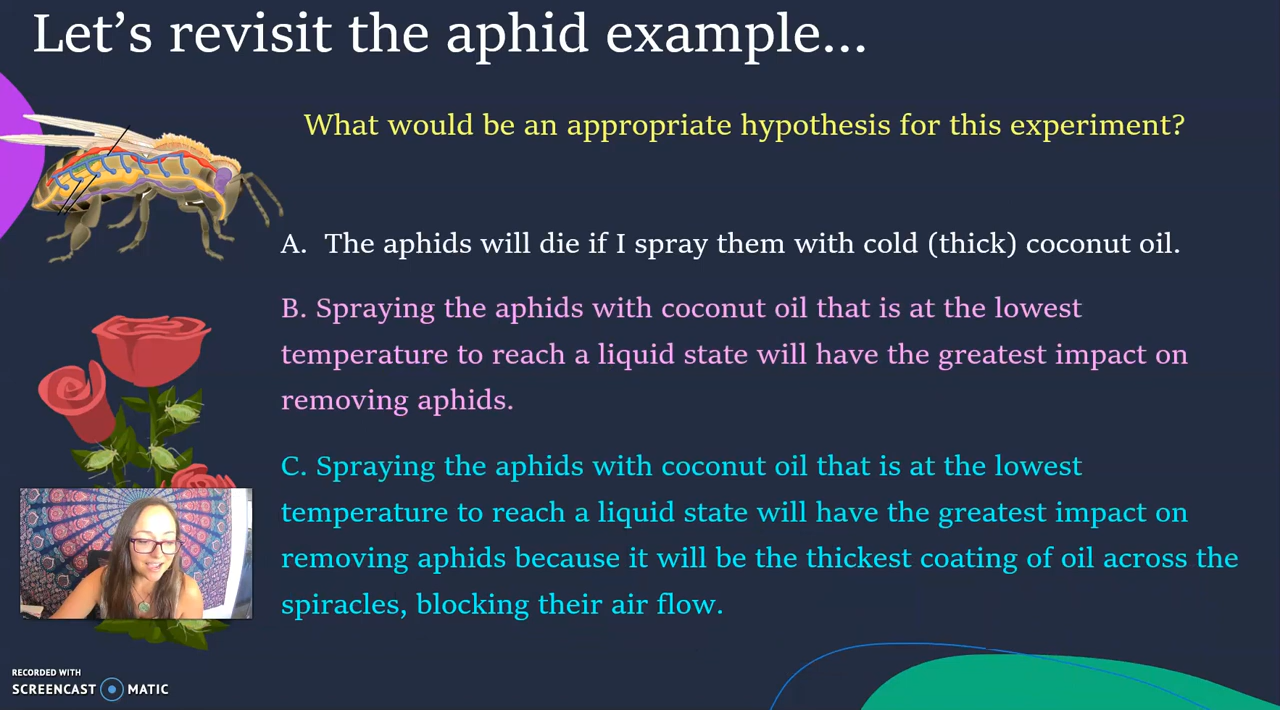 Let's revisit the aphid example...
What would be an appropriate hypothesis for this experiment?
A. The aphids will die if I spray them with cold (thick) coconut oil.
B. Spraying the aphids with coconut oil that is at the lowest
temperature to reach a liquid state will have the greatest impact on
removing aphids.
C. Spraying the aphids with coconut oil that is at the lowest
temperature to reach a liquid state will have the greatest impact on
removing aphids because it will be the thickest coating of oil across the
spiracles, blocking their air flow.
RECORDED WITH
SCREENCAST MATIC